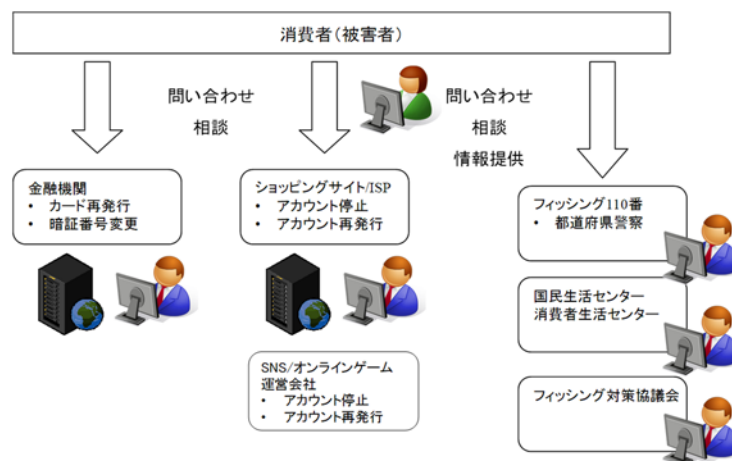 消費者（被害者）
問い合わせ
相談
問い合わせ
相談
情報提供
金融機関
• カード再発行
• 暗証番号変更
ショッピングサイト/ISP
• アカウント停止
• アカウント再発行
SNS/オンラインゲーム
運営会社
• アカウント停止
• アカウント再発行
フィッシング110番
• 都道府県警察
国民生活センター
消費者生活センター
フィッシング対策協議会